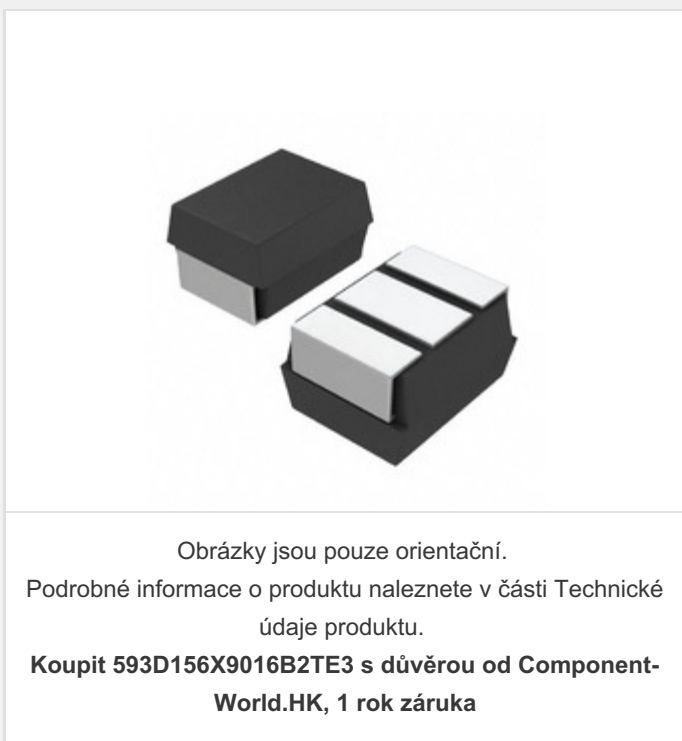 Obrázky jsou pouze orientační.
Podrobné informace o produktu naleznete v části Technické
údaje produktu.
Koupit 593D156X9016B2TE3 s důvěrou od Component-
World.HK, 1 rok záruka